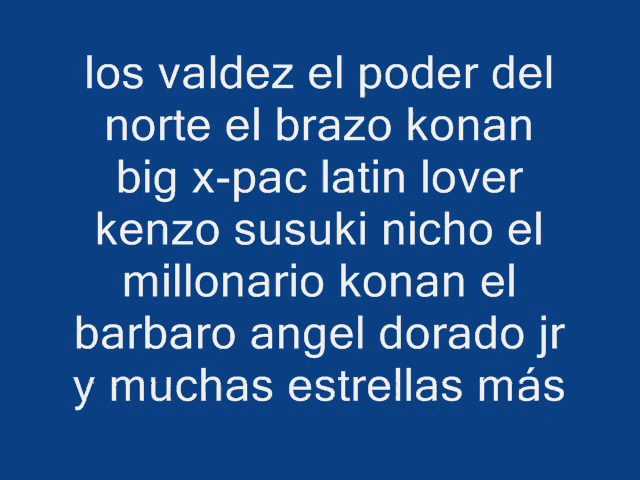 los valdez el poder del
norte el brazo konan
big x-pac latin lover
kenzo susuki nicho el
millonario konan el
barbaro angel dorado jr
y muchas estrellas más